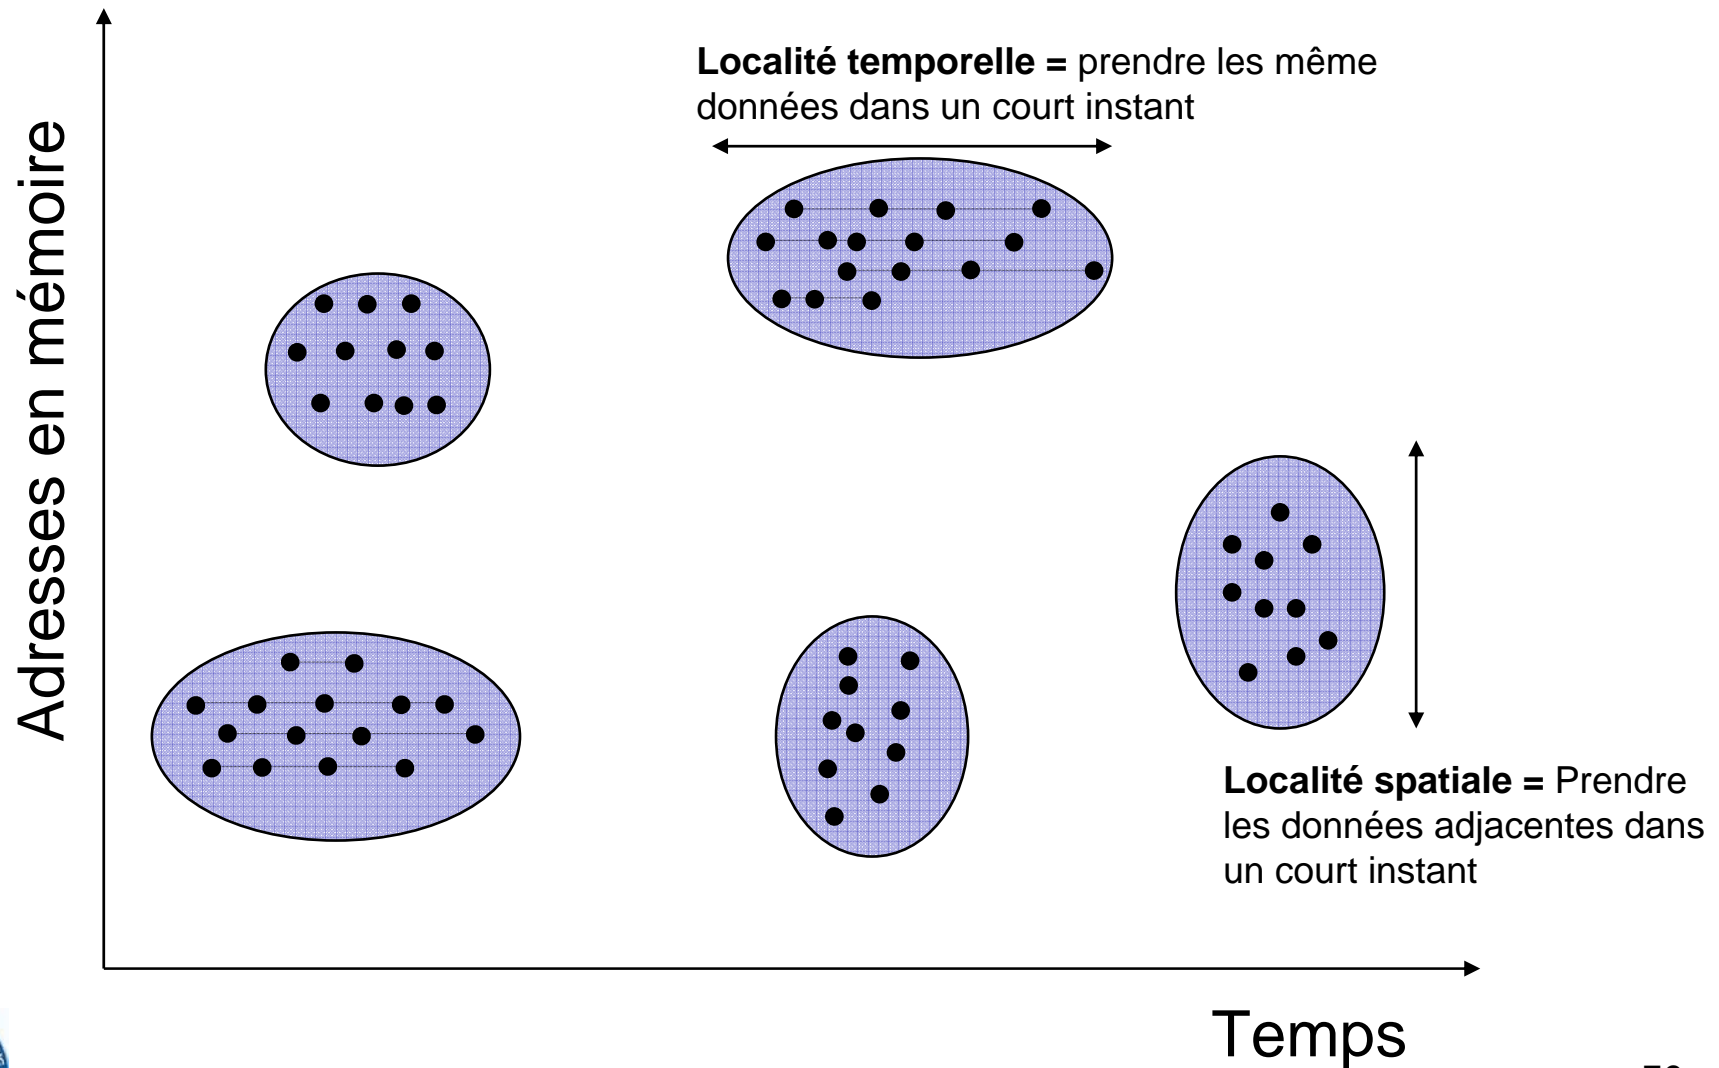 Localité temporelle = prendre les même
données dans un court instant
Adresses en mémoire
Localité spatiale = Prendre
les données adjacentes dans
un court instant
Temps